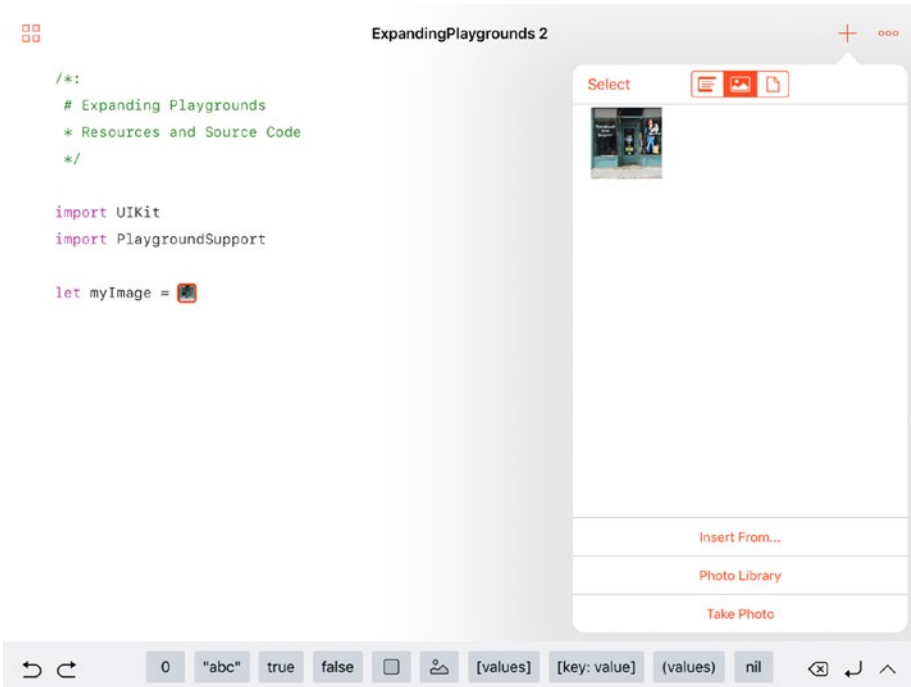 ExpandingPlaygrounds 2
/*:
# Expanding Playgrounds
* Resources and Source Code
*/
import UIKit
import PlaygroundSupport
let myImage =
Select
Insert From...
Photo Library
Take Photo
0 "abc" true false [values] [key: value] (values) nil